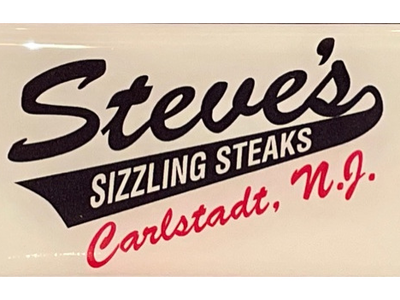 Steve's
SIZZLING STEAKS
Carlstadt, N.J.